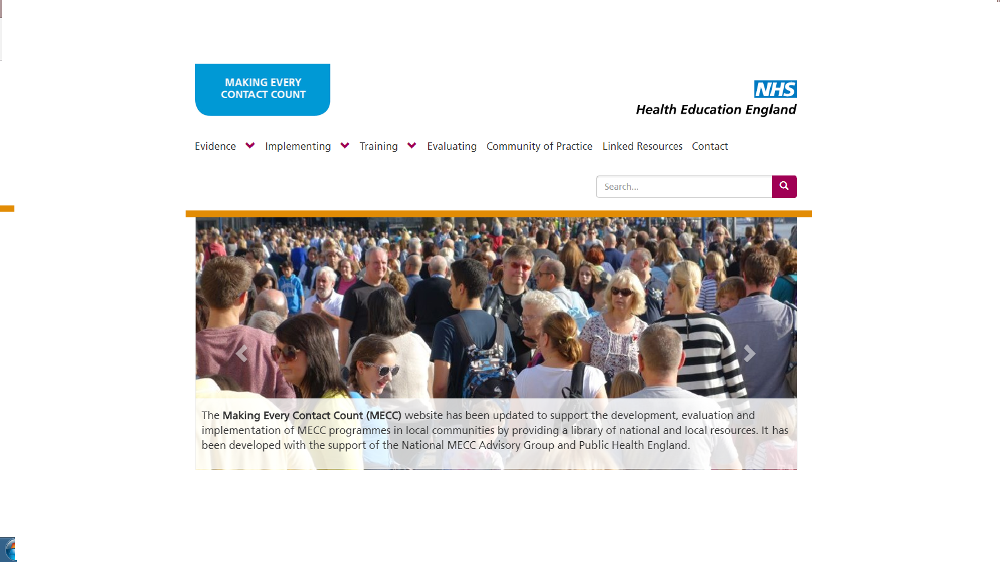 MAKING EVERY
CONTACT COUNT
NHS
Health Education England
Evidence Implementing Training Evaluating Community of Practice Linked Resources Contact
Search...
The Making Every Contact Count (MECC) website has been updated to support the development, evaluation and
implementation of MECC programmes in local communities by providing a library of national and local resources. It has
been developed with the support of the National MECC Advisory Group and Public Health England.